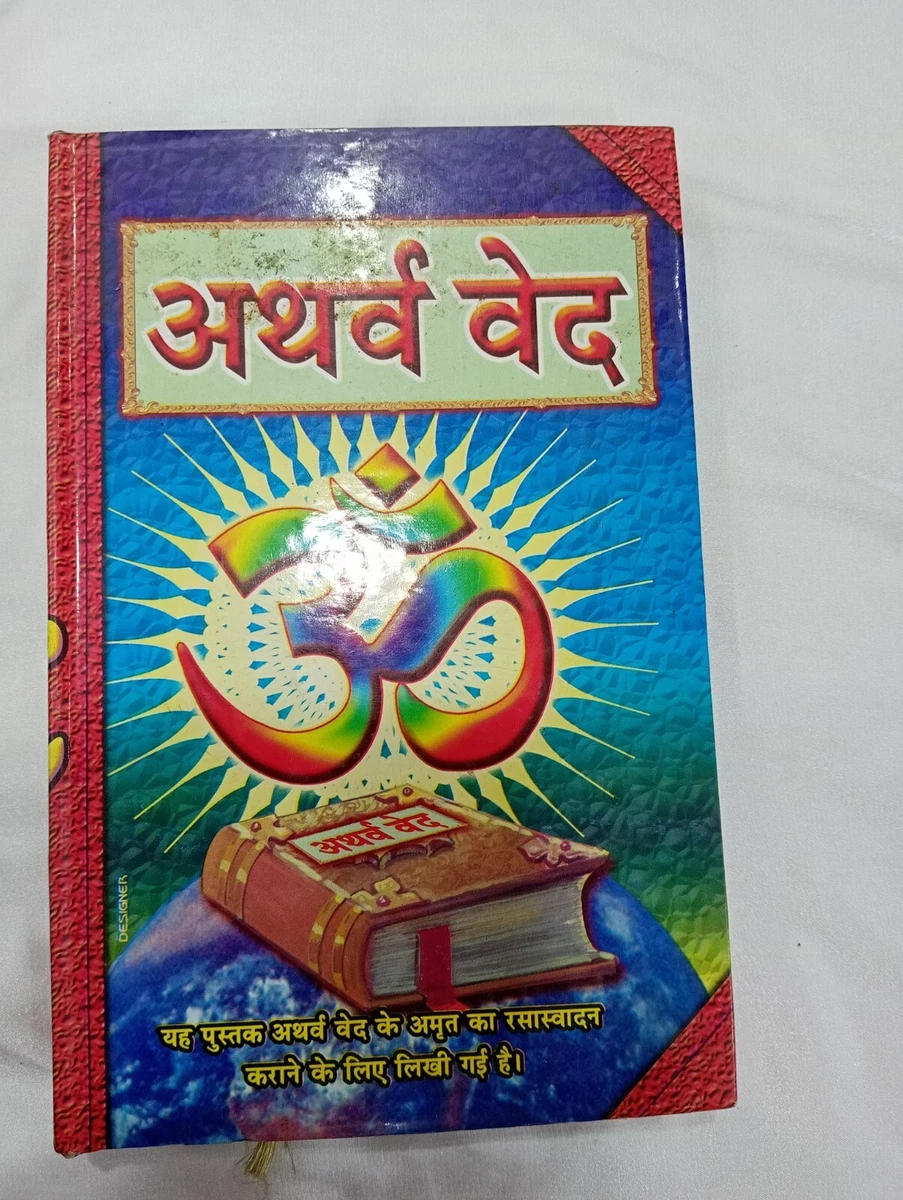 अथर्व वेद
ॐ
अथर्व वेद
DESIGNER
यह पुस्तक अथर्व वेद के अमृत का रसास्वादन
कराने के लिए लिखी गई है।